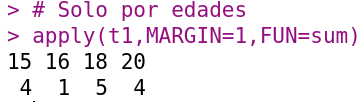 > # Solo por edades
> apply(t1,MARGIN=1,FUN=sum)
15 16 18 20
4 1 5 4